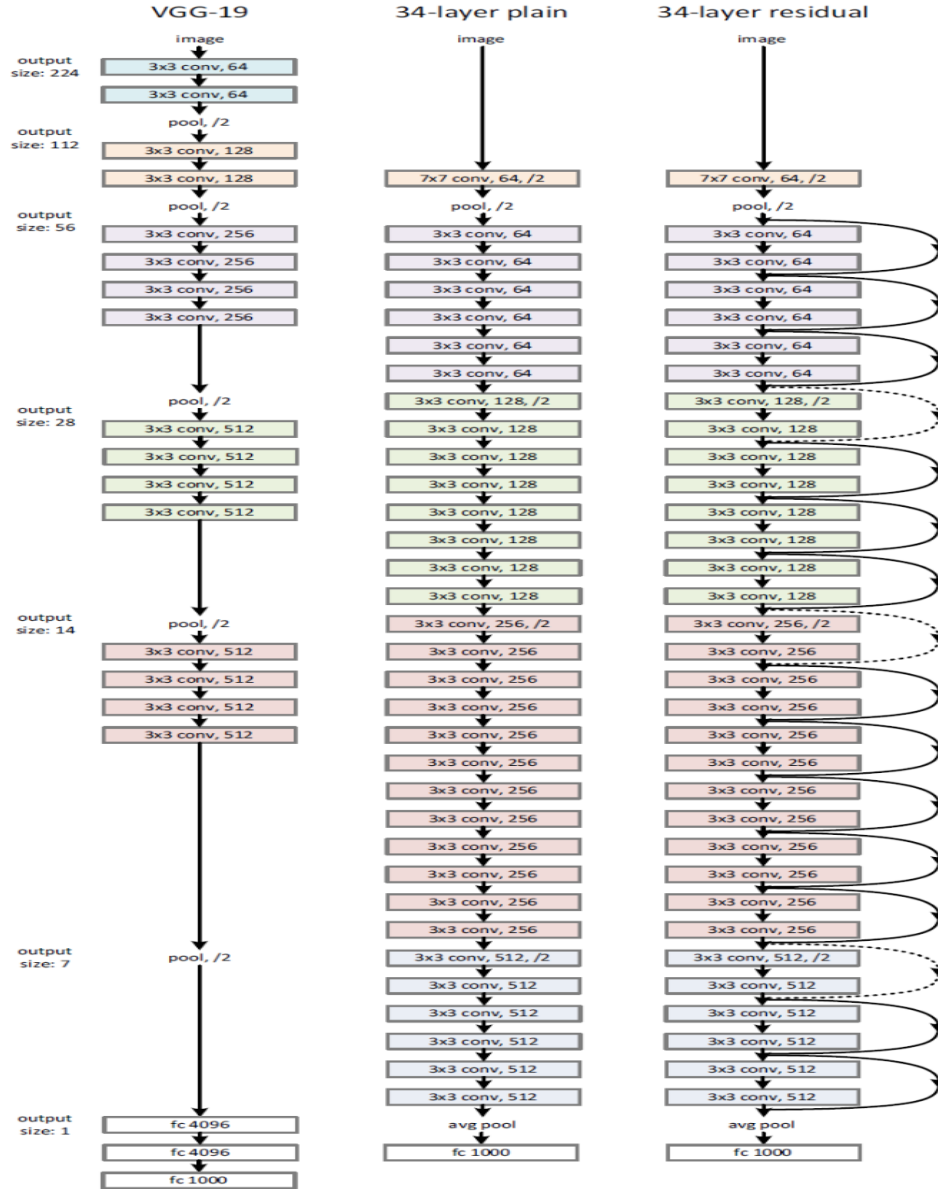 output
size: 224
output
size: 112
output
size: 56
output
size: 28
output
size: 14
output
size: 7
output
size: 1
VGG-19
image
3x3 conv, 64
3x3 conv, 64
pool, /2
3x3 conv, 128
3x3 conv, 128
pool, /2
3x3 conv, 256
3x3 conv, 256
3x3 conv, 256
3x3 conv, 256
pool, /2
3x3 conv, 512
3x3 conv, 512
3x3 conv, 512
3x3 conv, 512
pool, /2
3x3 conv, 512
3x3 conv, 512
3x3 conv, 512
3x3 conv, 512
pool, /2
fc 4096
fc 4096
fc 1000
34-layer plain
image
7x7 conv, 64, /2
pool, /2
3x3 conv, 64
3x3 conv, 64
3x3 conv, 64
3x3 conv, 64
3x3 conv, 64
3x3 conv, 64
3x3 conv, 128, /2
3x3 conv, 128
3x3 conv, 128
3x3 conv, 128
3x3 conv, 128
3x3 conv, 128
3x3 conv, 128
3x3 conv, 128
3x3 conv, 256, /2
3x3 conv, 256
3x3 conv, 256
3x3 conv, 256
3x3 conv, 256
3x3 conv, 256
3x3 conv, 256
3x3 conv, 256
3x3 conv, 256
3x3 conv, 256
3x3 conv, 256
3x3 conv, 256
3x3 conv, 512, /2
3x3 conv, 512
3x3 conv, 512
3x3 conv, 512
3x3 conv, 512
3x3 conv, 512
avg pool
fc 1000
34-layer residual
image
7x7 conv, 64, /2
pool, /2
3x3 conv, 64
3x3 conv, 64
3x3 conv, 64
3x3 conv, 64
3x3 conv, 64
3x3 conv, 64
3x3 conv, 128, /2
3x3 conv, 128
3x3 conv, 128
3x3 conv, 128
3x3 conv, 128
3x3 conv, 128
3x3 conv, 128
3x3 conv, 128
3x3 conv, 256, /2
3x3 conv, 256
3x3 conv, 256
3x3 conv, 256
3x3 conv, 256
3x3 conv, 256
3x3 conv, 256
3x3 conv, 256
3x3 conv, 256
3x3 conv, 256
3x3 conv, 256
3x3 conv, 256
3x3 conv, 512, /2
3x3 conv, 512
3x3 conv, 512
3x3 conv, 512
3x3 conv, 512
3x3 conv, 512
avg pool
fc 1000